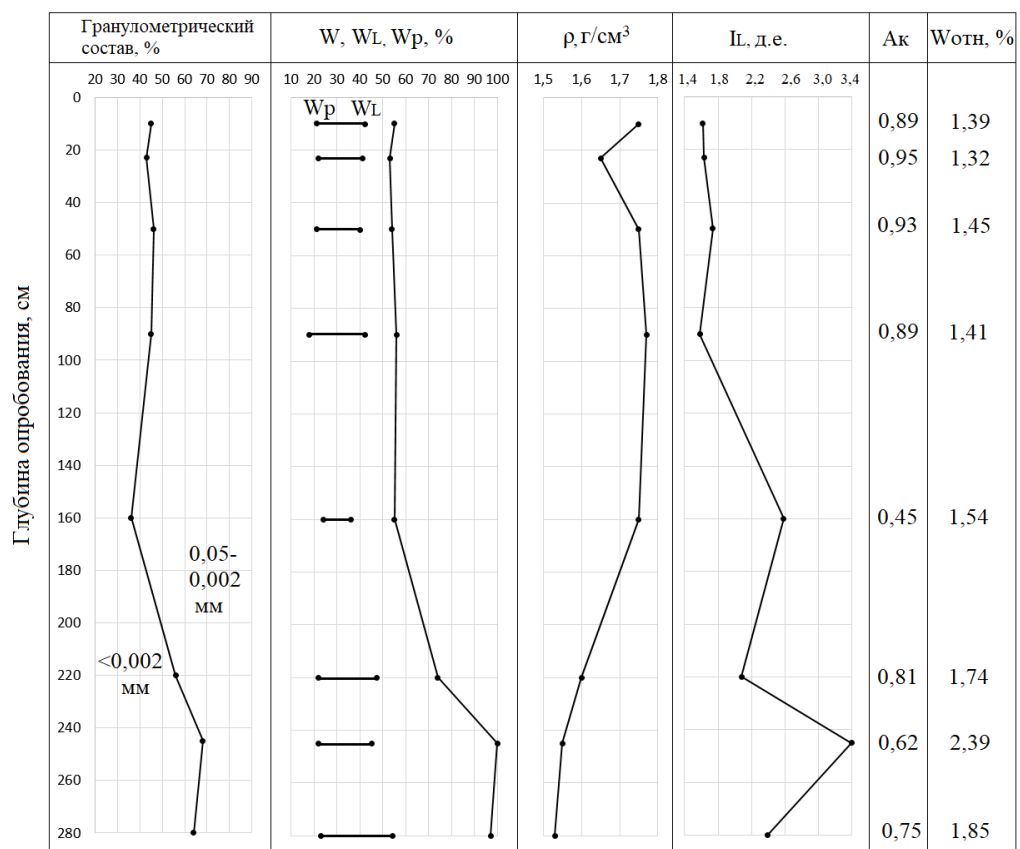 Гранулометрический
состав, %
W, WL, Wp, %
ρ, г/см³
IL, д.е.
Ак
Wотн, %
20 30 40 50 60 70 80 90
10 20 30 40 50 60 70 80 90 100
1,5 1,6 1,7 1,8
1,4 1,8 2,2 2,6 3,0 3,4
Wp WL
Глубина опробования, см
0
20
40
60
80
100
120
140
160
180
200
220
240
260
280
0,05-
0,002
мм
<0,002
мм
0,89 1,39
0,95 1,32
0,93 1,45
0,89 1,41
0,45 1,54
0,81 1,74
0,62 2,39
0,75 1,85